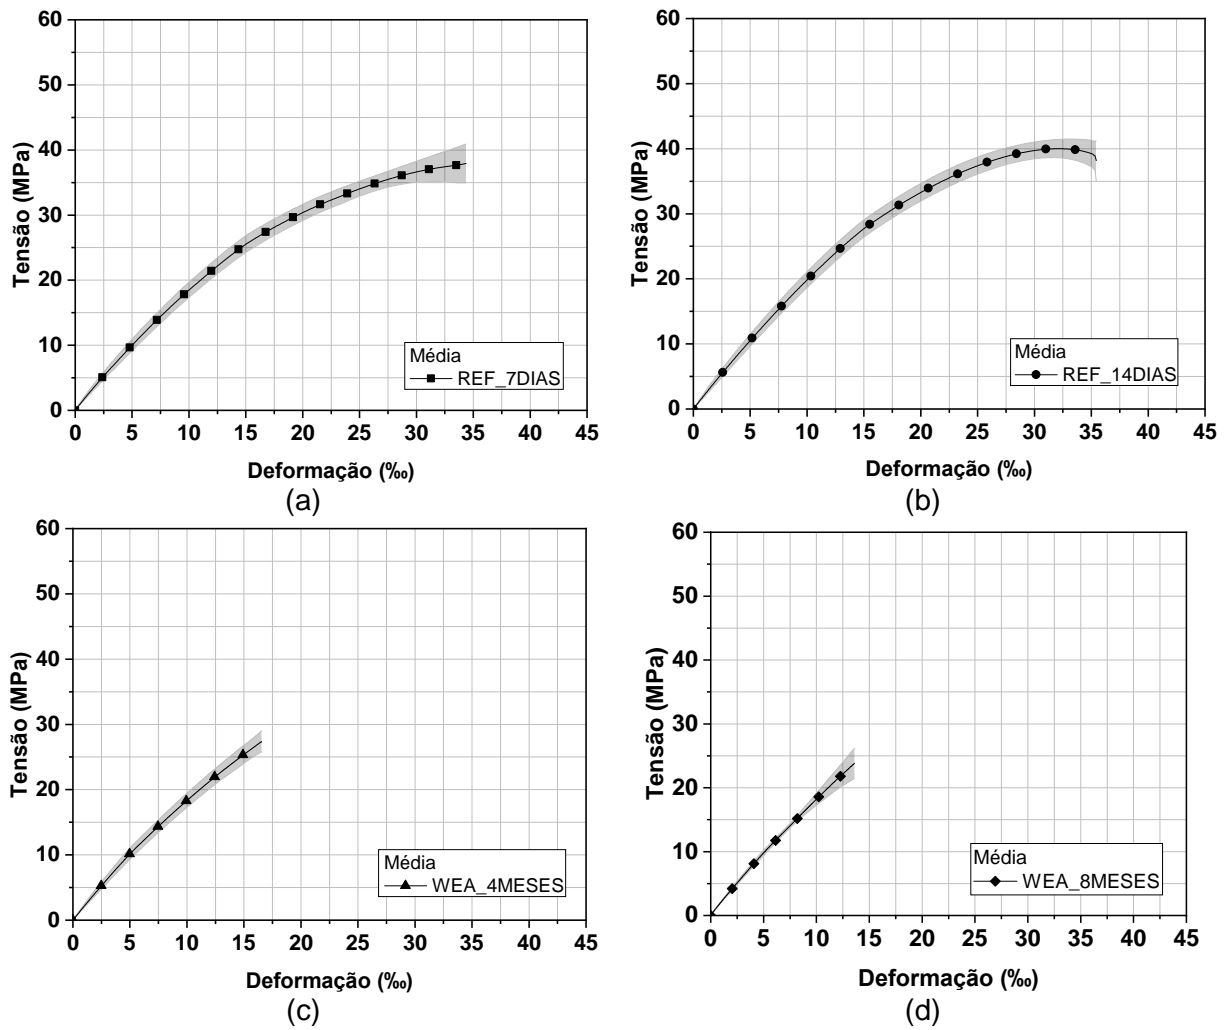 60
50
40
30
20
10
0
Tensão (MPa)
Média
REF_7DIAS
0 5 10 15 20 25 30 35 40 45
Deformação (‰)
(a)
60
50
40
30
20
10
0
Tensão (MPa)
Média
REF_14DIAS
0 5 10 15 20 25 30 35 40 45
Deformação (‰)
(b)
60
50
40
30
20
10
0
Tensão (MPa)
Média
WEA_4MESES
0 5 10 15 20 25 30 35 40 45
Deformação (‰)
(c)
60
50
40
30
20
10
0
Tensão (MPa)
Média
WEA_8MESES
0 5 10 15 20 25 30 35 40 45
Deformação (‰)
(d)